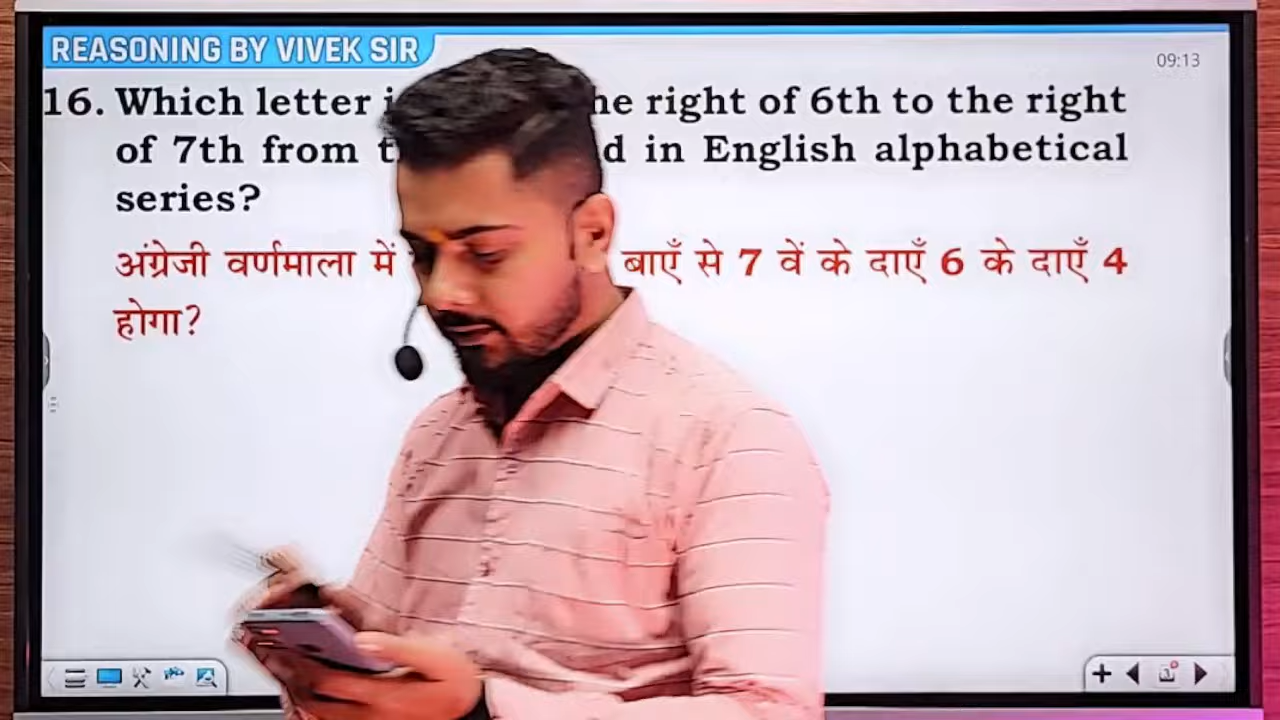 REASONING BY VIVEK SIR
09:13
16. Which letter he right of 6th to the right
of 7th from t d in English alphabetical
series?
अंग्रेजी वर्णमाला में बाएँ से 7 वें के दाएँ 6 के दाएँ 4
होगा?